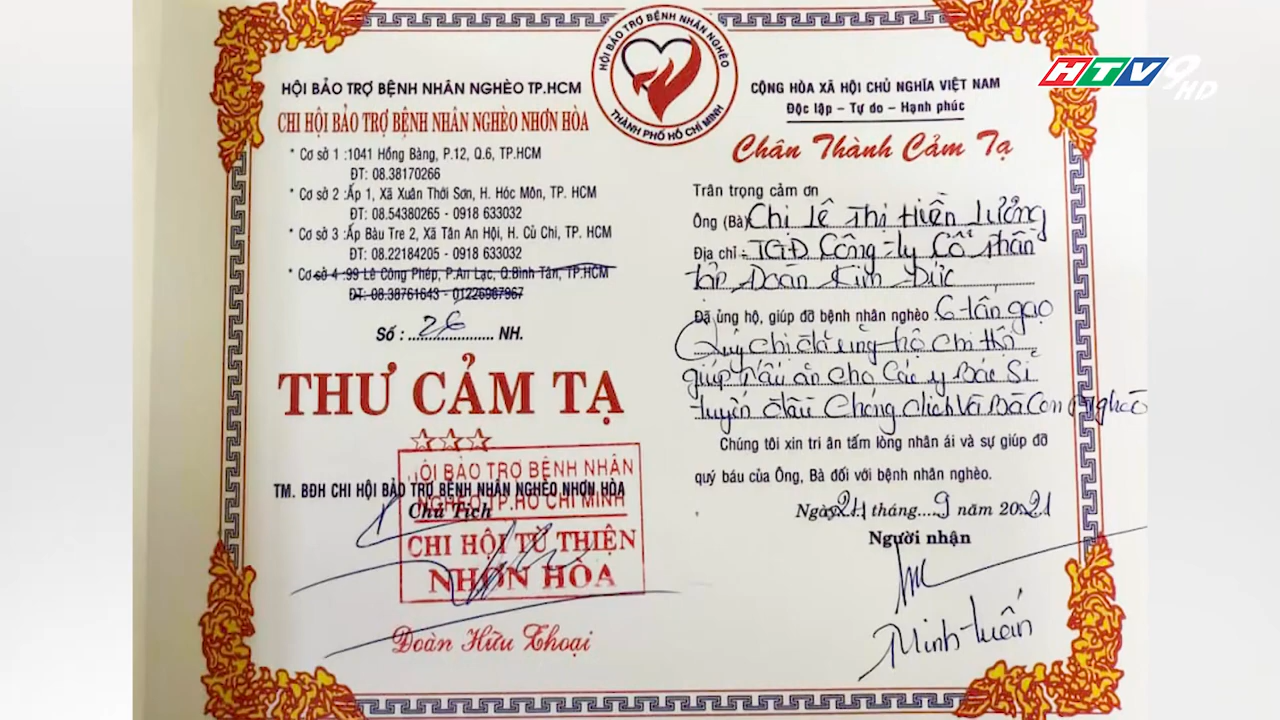 HỘI BẢO TRỢ BỆNH NHÂN NGHÈO
THÀNH PHỐ HỒ CHÍ MINH
HTV9 HD
HỘI BẢO TRỢ BỆNH NHÂN NGHÈO TP.HCM
CHI HỘI BẢO TRỢ BỆNH NHÂN NGHÈO NHƠN HÒA
* Cơ sở 1 :1041 Hồng Bàng, P.12, Q.6, TP.HCM
ĐT: 08.38170266
* Cơ sở 2 :Ấp 1, Xã Xuân Thới Sơn, H. Hóc Môn, TP. HCM
ĐT: 08.54380265 - 0918 633032
* Cơ sở 3 :Ấp Bàu Tre 2, Xã Tân An Hội, H. Củ Chi, TP. HCM
ĐT: 08.22184205 - 0918 633032
* Cơ sở 4 :99 Lê Công Phép, P.An Lạc, Q.Bình Tân, TP.HCM
ĐT: 08.38761643 - 01226967967
Số : 26 NH.
THƯ CẢM TẠ
TM. BĐH CHI HỘI BẢO TRỢ BỆNH NHÂN NGHÈO NHƠN HÒA
Chủ Tịch
HỘI BẢO TRỢ BỆNH NHÂN
NGHÈO TP.HỒ CHÍ MINH
CHI HỘI TỪ THIỆN
NHƠN HÒA
Đoàn Hữu Thoại
CỘNG HÒA XÃ HỘI CHỦ NGHĨA VIỆT NAM
Độc lập – Tự do – Hạnh phúc
Chân Thành Cảm Tạ
Trân trọng cảm ơn
Ông (Bà) Chị Lê Thị Hiền Lương
Địa chỉ : TGĐ Công ty Cổ Phần
tập Đoàn Kim Đức
Đã ủng hộ, giúp đỡ bệnh nhân nghèo 6 tấn gạo
Quý chị đã ủng hộ chi hội
giúp nấu ăn cho các y Bác Sĩ
tuyến đầu Chống dịch Và Bà Con nghèo
Chúng tôi xin tri ân tấm lòng nhân ái và sự giúp đỡ
quý báu của Ông, Bà đối với bệnh nhân nghèo.
Ngày 21 tháng 9 năm 2021
Người nhận
Minh Tuấn